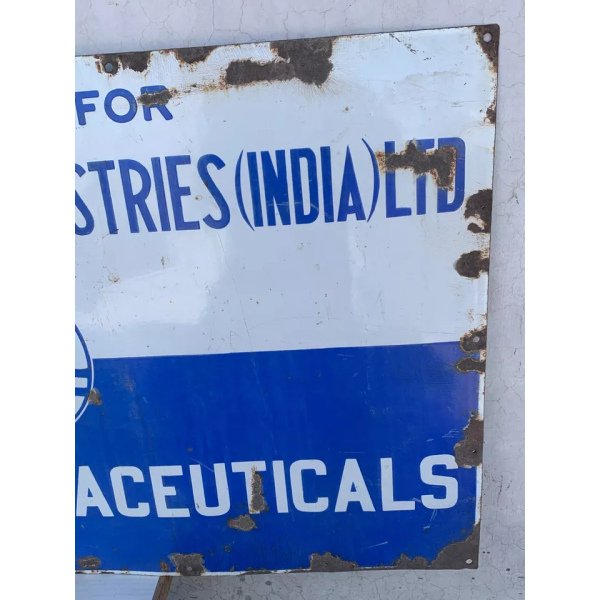 FOR
STRIES (INDIA) LTD
ACEUTICALS